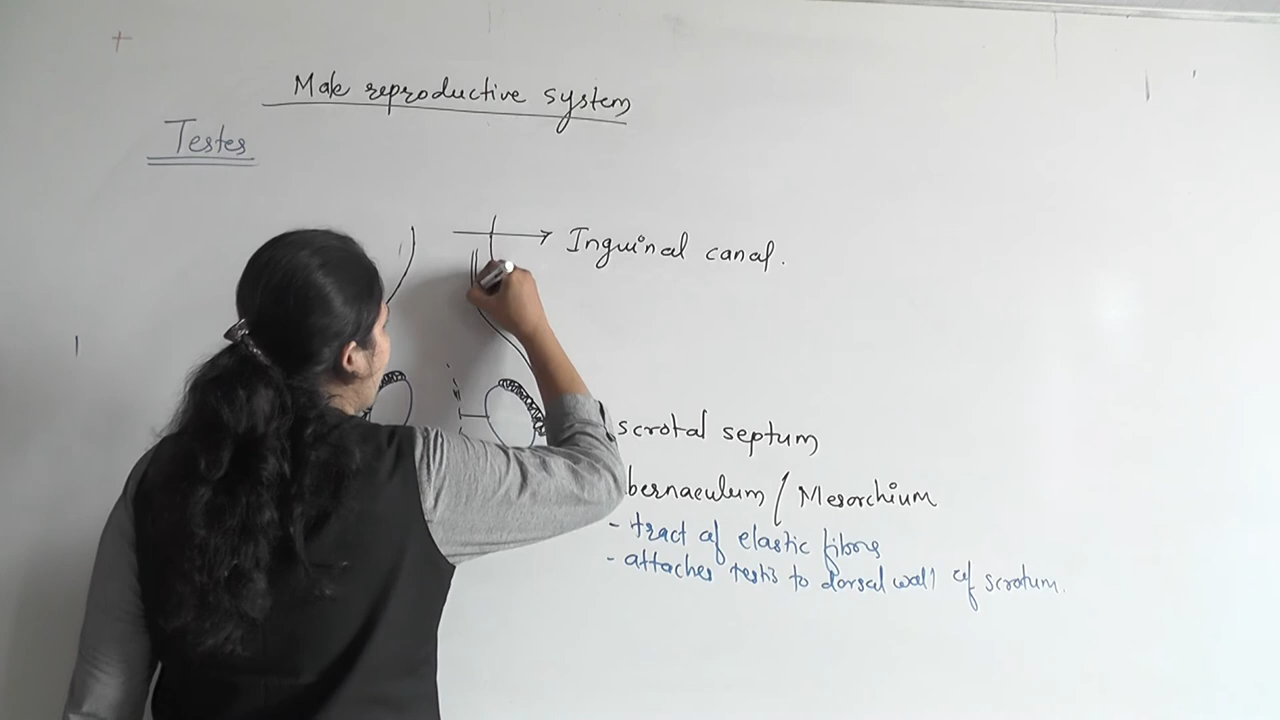 Male reproductive system
Testes
Inguinal canal.
scrotal septum
bernaculum / Mesorchium
- tract of elastic fibres
- attaches testis to dorsal wall of scrotum.